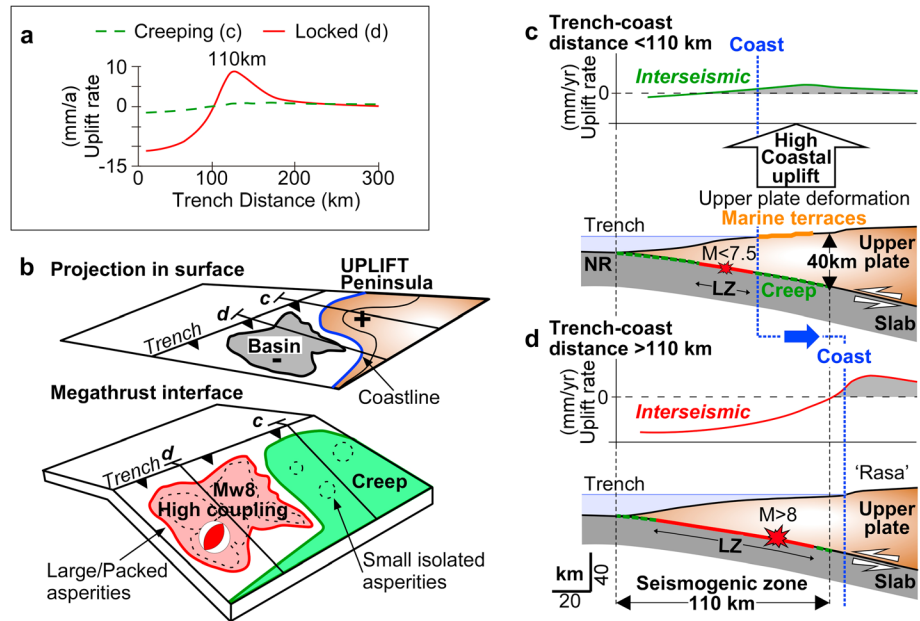 a
Creeping (c)
Locked (d)
110km
10
0
-15
(mm/a)
Uplift rate
0
100
200
300
Trench Distance (km)
b
Projection in surface
UPLIFT
Peninsula
c
d
+
Trench
Basin
-
Coastline
Megathrust interface
c
d
Trench
Mw8
High coupling
Creep
Large/Packed
asperities
Small isolated
asperities
c
Trench-coast
distance <110 km
Coast
(mm/yr)
Uplift rate
0
Interseismic
High
Coastal
uplift
Upper plate deformation
Marine terraces
Trench
M<7.5
Upper
plate
40km
NR
LZ
Creep
Slab
d
Trench-coast
distance >110 km
Coast
(mm/yr)
Uplift rate
0
Interseismic
Trench
'Rasa'
M>8
Upper
plate
LZ
Slab
km
40
20
Seismogenic zone
110 km